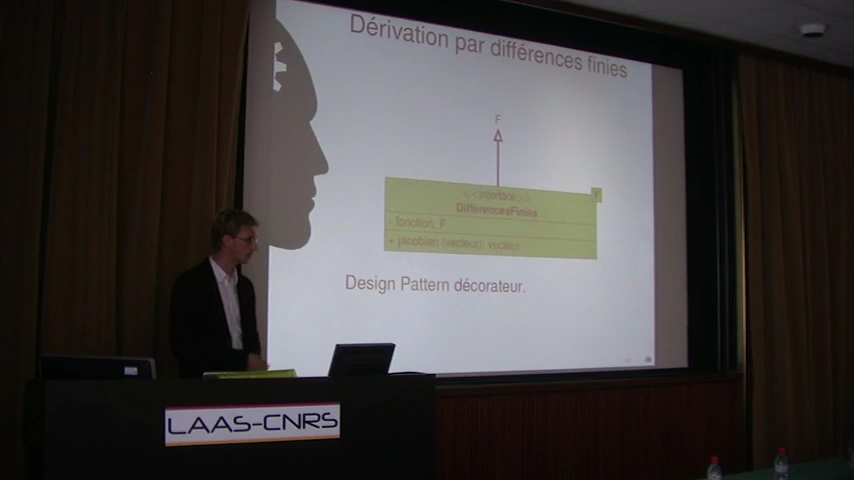 Dérivation par différences finies
F
<<interface>>
F
DifferencesFinies
- fonction: F
+ jacobien (vecteur): vecteur
Design Pattern décorateur.
LAAS-CNRS